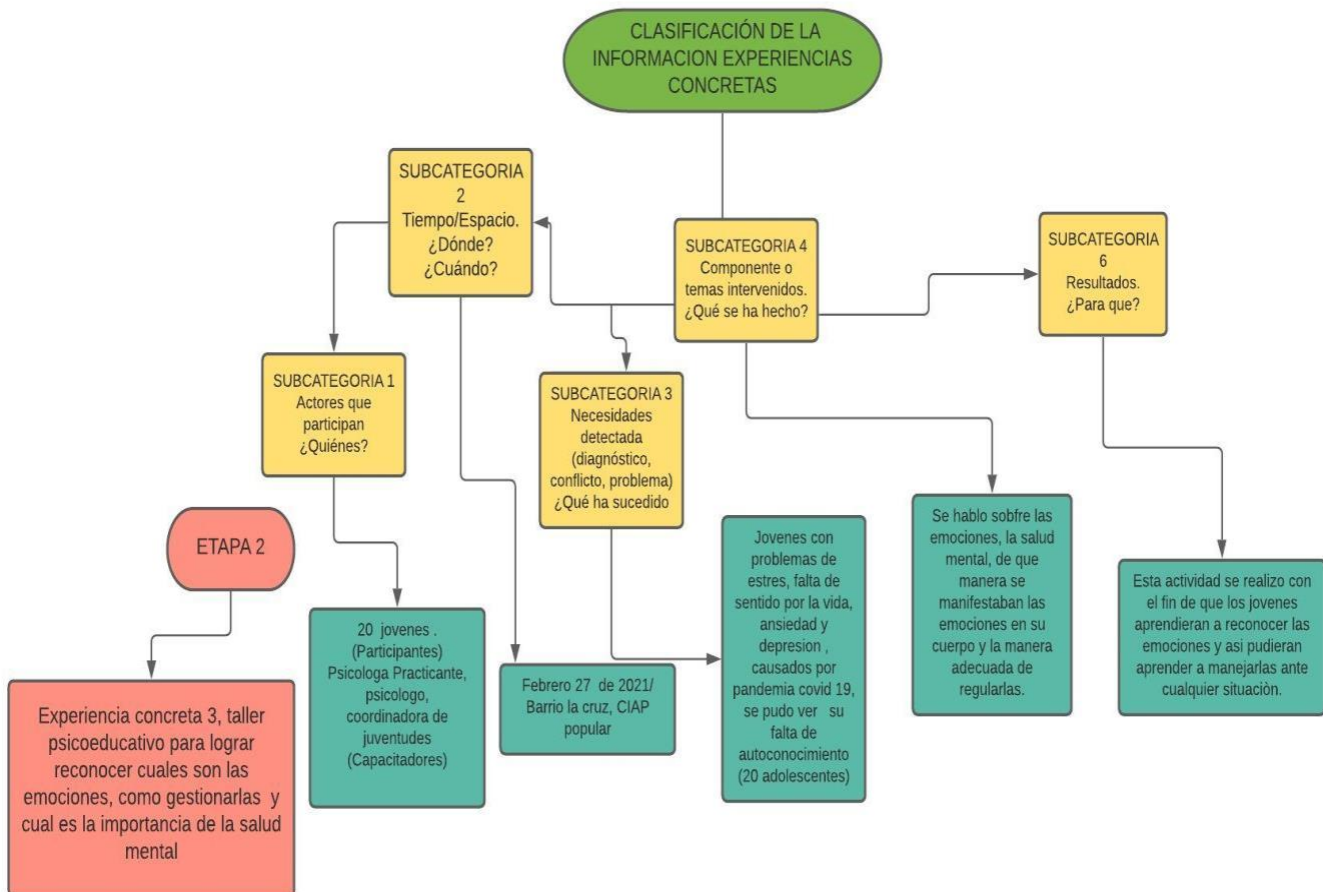 CLASIFICACIÓN DE LA
INFORMACION EXPERIENCIAS
CONCRETAS
SUBCATEGORIA
2
Tiempo/Espacio.
¿Dónde?
¿Cuándo?
SUBCATEGORIA 4
Componente o
temas intervenidos.
¿Qué se ha hecho?
SUBCATEGORIA
6
Resultados.
¿Para que?
SUBCATEGORIA 1
Actores que
participan
¿Quiénes?
SUBCATEGORIA 3
Necesidades
detectada
(diagnóstico,
conflicto, problema)
¿Qué ha sucedido
ETAPA 2
Experiencia concreta 3, taller
psicoeducativo para lograr
reconocer cuales son las
emociones, como gestionarlas y
cual es la importancia de la salud
mental
20 jovenes .
(Participantes)
Psicologa Practicante,
psicologo,
coordinadora de
juventudes
(Capacitadores)
Febrero 27 de 2021/
Barrio la cruz, CIAP
popular
Jovenes con
problemas de
estres, falta de
sentido por la vida,
ansiedad y
depresion ,
causados por
pandemia covid 19,
se pudo ver su
falta de
autoconocimiento
(20 adolescentes)
Se hablo sobfre las
emociones, la salud
mental, de que
manera se
manifestaban las
emociones en su
cuerpo y la manera
adecuada de
regularlas.
Esta actividad se realizo con
el fin de que los jovenes
aprendieran a reconocer las
emociones y asi pudieran
aprender a manejarlas ante
cualquier situaciòn.